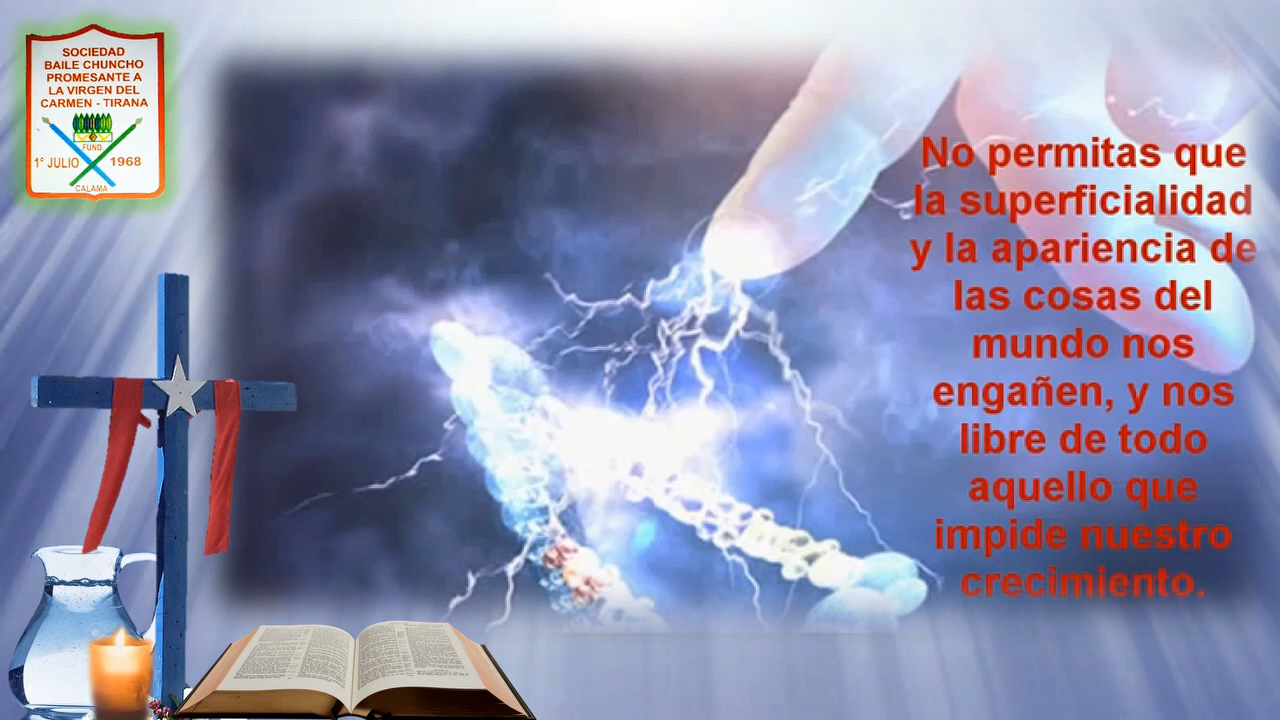 SOCIEDAD
BAILE CHUNCHO
PROMESANTE A
LA VIRGEN DEL
CARMEN - TIRANA
FUND
1° JULIO 1968
CALAMA
No permitas que
la superficialidad
y la apariencia de
las cosas del
mundo nos
engañen, y nos
libre de todo
aquello que
impide nuestro
crecimiento.